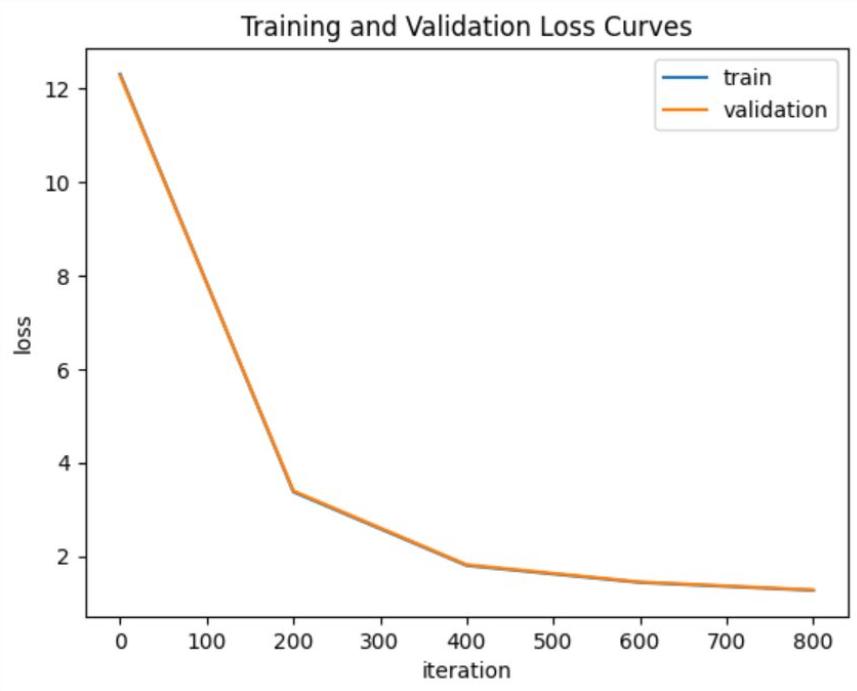 Training and Validation Loss Curves
train
validation
12
10
8
6
4
2
loss
0 100 200 300 400 500 600 700 800
iteration